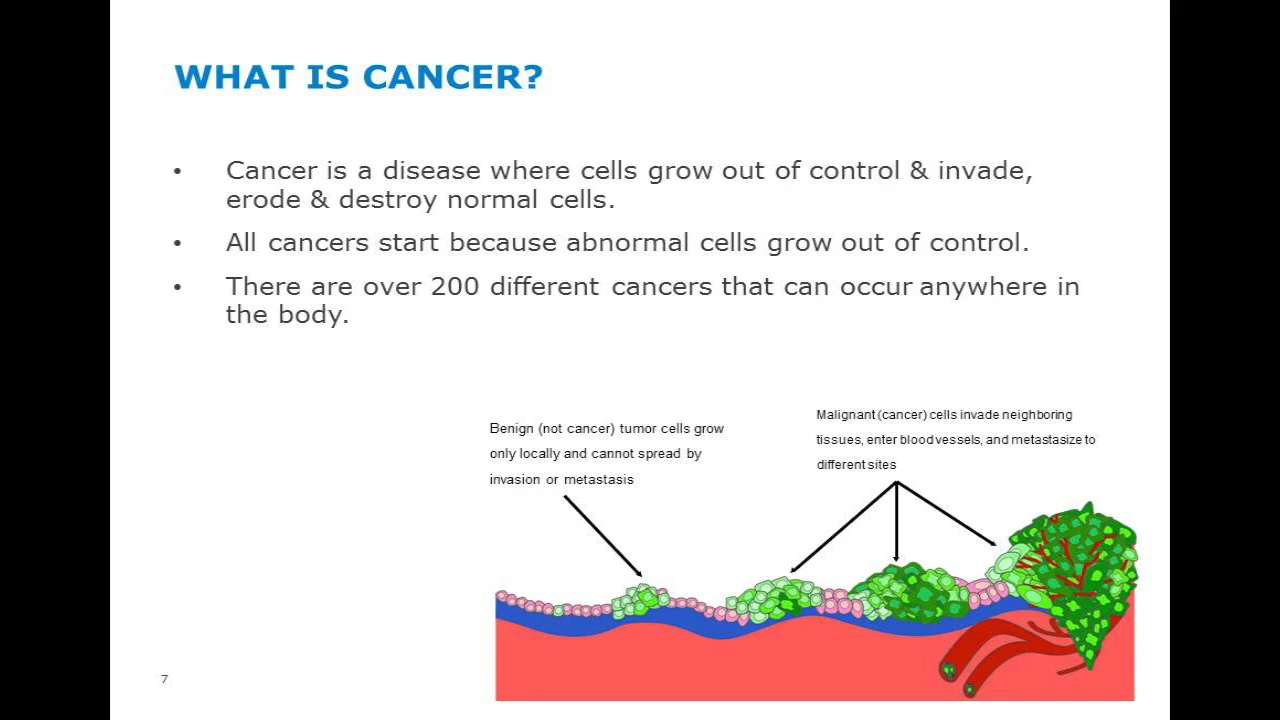 WHAT IS CANCER?
• Cancer is a disease where cells grow out of control & invade,
erode & destroy normal cells.
• All cancers start because abnormal cells grow out of control.
• There are over 200 different cancers that can occur anywhere in
the body.
Benign (not cancer) tumor cells grow
only locally and cannot spread by
invasion or metastasis
Malignant (cancer) cells invade neighboring
tissues, enter blood vessels, and metastasize to
different sites
7